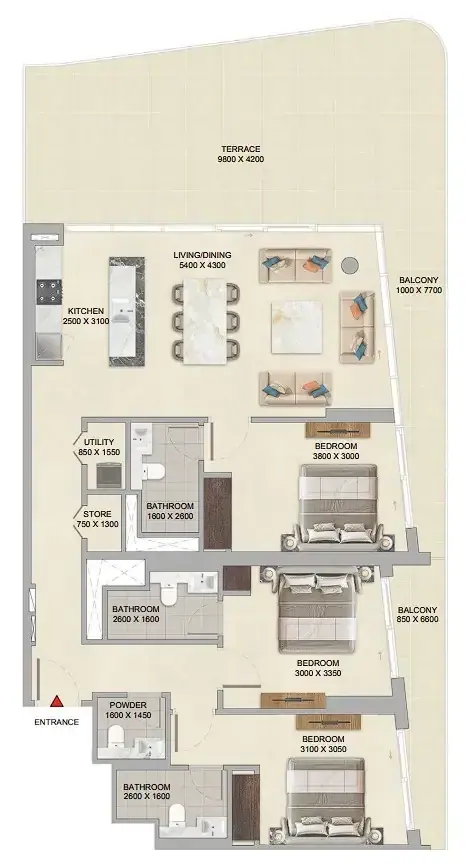 TERRACE
9800 X 4200
LIVING/DINING
5400 X 4300
BALCONY
1000 X 7700
KITCHEN
2500 X 3100
UTILITY
850 X 1550
BEDROOM
3800 X 3000
BATHROOM
1600 X 2600
STORE
750 X 1300
BATHROOM
2600 X 1600
BALCONY
850 X 6600
BEDROOM
3000 X 3350
ENTRANCE
POWDER
1600 X 1450
BEDROOM
3100 X 3050
BATHROOM
2600 X 1600